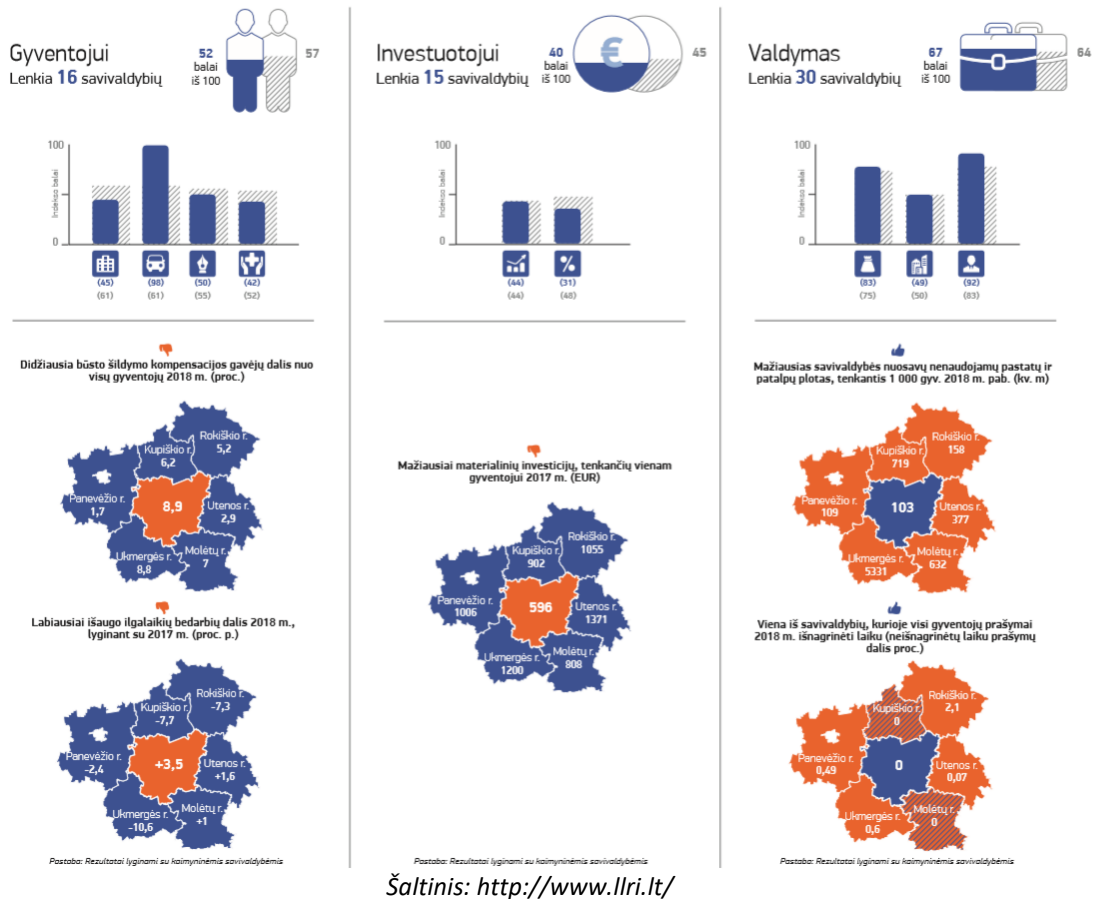 Gyventojui
Lenkia 16 savivaldybių
52
balai
iš 100
57
100
Indekso balai
0
(45) (98) (50) (42)
(61) (61) (55) (52)
Didžiausia būsto šildymo kompensacijos gavėjų dalis nuo
visų gyventojų 2018 m. (proc.)
Rokiškio r.
5,2
Kupiškio r.
6,2
Panevėžio r.
1,7
8,9
Utenos r.
2,9
Ukmergės r.
8,8
Molėtų r.
7
Labiausiai išaugo ilgalaikių bedarbių dalis 2018 m.,
lyginant su 2017 m. (proc. p.)
Rokiškio r.
-7,3
Kupiškio r.
-7,7
Panevėžio r.
-2,4
+3,5
Utenos r.
+1,6
Ukmergės r.
-10,6
Molėtų r.
+1
Pastaba: Rezultatai lyginami su kaimyninėmis savivaldybėmis
Investuotojui
Lenkia 15 savivaldybių
40
balai
iš 100
€
45
100
Indekso balai
0
%
(44) (31)
(44) (48)
Mažiausiai materialinių investicijų, tenkančių vienam
gyventojui 2017 m. (EUR)
Rokiškio r.
1055
Kupiškio r.
902
Panevėžio r.
1006
596
Utenos r.
1371
Ukmergės r.
1200
Molėtų r.
808
Pastaba: Rezultatai lyginami su kaimyninėmis savivaldybėmis
Valdymas
Lenkia 30 savivaldybių
67
balai
iš 100
64
100
Indekso balai
0
(83) (49) (92)
(75) (50) (83)
Mažiausias savivaldybės nuosavų nenaudojamų pastatų ir
patalpų plotas, tenkantis 1 000 gyv. 2018 m. pab. (kv. m)
Rokiškio r.
158
Kupiškio r.
719
Panevėžio r.
109
103
Utenos r.
377
Ukmergės r.
5331
Molėtų r.
632
Viena iš savivaldybių, kurioje visi gyventojų prašymai
2018 m. išnagrinėti laiku (neišnagrinėtų laiku prašymų
dalis proc.)
Rokiškio r.
2,1
Kupiškio r.
0
Panevėžio r.
0,49
0
Utenos r.
0,07
Ukmergės r.
0,6
Molėtų r.
0
Pastaba: Rezultatai lyginami su kaimyninėmis savivaldybėmis
Šaltinis: http://www.llri.lt/